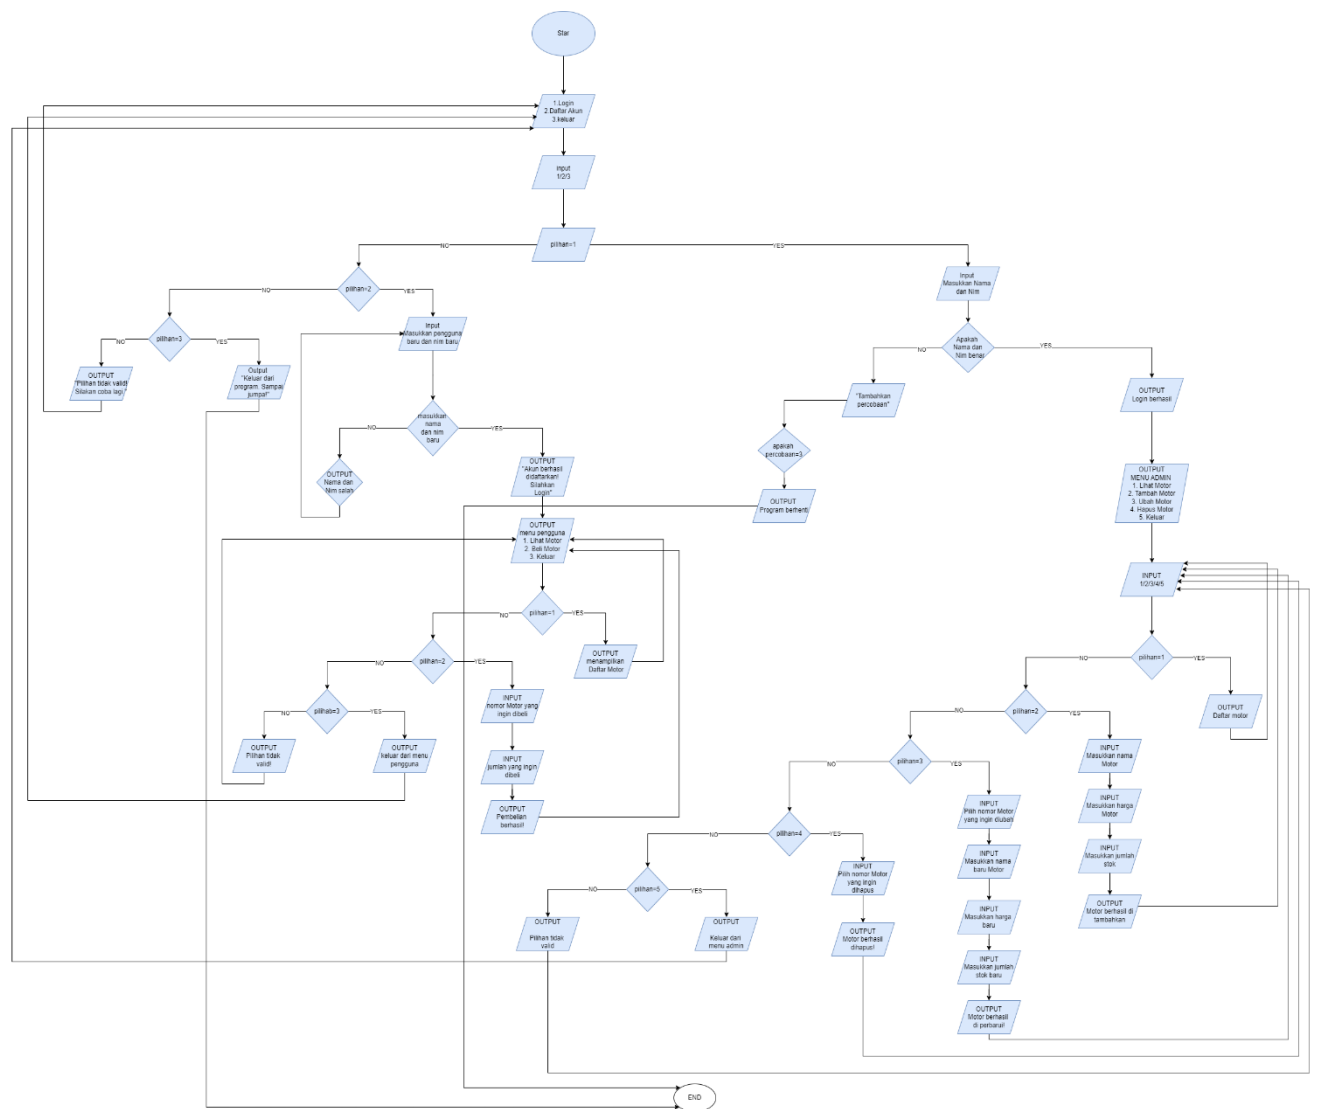 Star
1.Login
2.Daftar Akun
3.keluar
Input
1/2/3
pilihan=1
NO
YES
pilihan=2
NO
YES
pilihan=3
NO
YES
OUTPUT
"Pilihan tidak valid!
Silakan coba lagi."
Output
"Keluar dari
program. Sampai
jumpa!"
Input
Masukkan pengguna
baru dan nim baru
masukkan
nama
dan nim
baru
NO
YES
OUTPUT
Nama dan
Nim salah
OUTPUT
"Akun berhasil
didaftarkan!
Silahkan
Login"
OUTPUT
menu pengguna
1. Lihat Motor
2. Beli Motor
3. Keluar
pilihan=1
NO
YES
OUTPUT
menampilkan
Daftar Motor
pilihan=2
NO
YES
INPUT
nomor Motor yang
ingin dibeli
INPUT
jumlah yang ingin
dibeli
OUTPUT
Pembelian
berhasil!
pilihan=3
NO
YES
OUTPUT
Pilihan tidak
valid!
OUTPUT
keluar dari menu
pengguna
Input
Masukkan Nama
dan Nim
Apakah
Nama dan
Nim benar
NO
YES
"Tambahkan
percobaan"
apakah
percobaan=3
OUTPUT
Program berhenti
OUTPUT
Login berhasil
OUTPUT
MENU ADMIN
1. Lihat Motor
2. Tambah Motor
3. Ubah Motor
4. Hapus Motor
5. Keluar
INPUT
1/2/3/4/5
pilihan=1
NO
YES
OUTPUT
Daftar motor
pilihan=2
NO
YES
INPUT
Masukkan nama
Motor
INPUT
Masukkan harga
Motor
INPUT
Masukkan jumlah
stok
OUTPUT
Motor berhasil di
tambahkan
pilihan=3
NO
YES
INPUT
Pilih nomor Motor
yang ingin diubah
INPUT
Masukkan nama
baru Motor
INPUT
Masukkan harga
baru
INPUT
Masukkan jumlah
stok baru
OUTPUT
Motor berhasil
di perbarui!
pilihan=4
NO
YES
INPUT
Pilih nomor Motor
yang ingin
dihapus
OUTPUT
Motor berhasil
dihapus!
pilihan=5
NO
YES
OUTPUT
Pilihan tidak
valid
OUTPUT
Keluar dari
menu admin
END